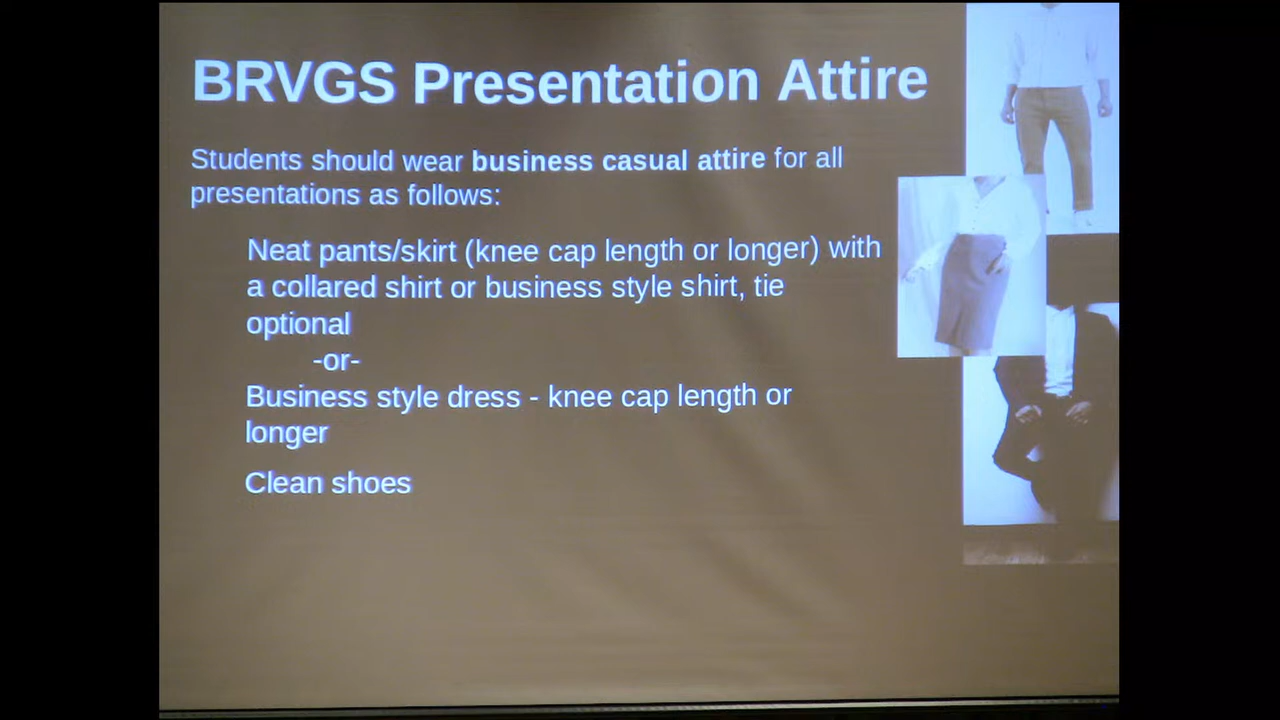 BRVGS Presentation Attire
Students should wear business casual attire for all
presentations as follows:
Neat pants/skirt (knee cap length or longer) with
a collared shirt or business style shirt, tie
optional
-or-
Business style dress - knee cap length or
longer
Clean shoes